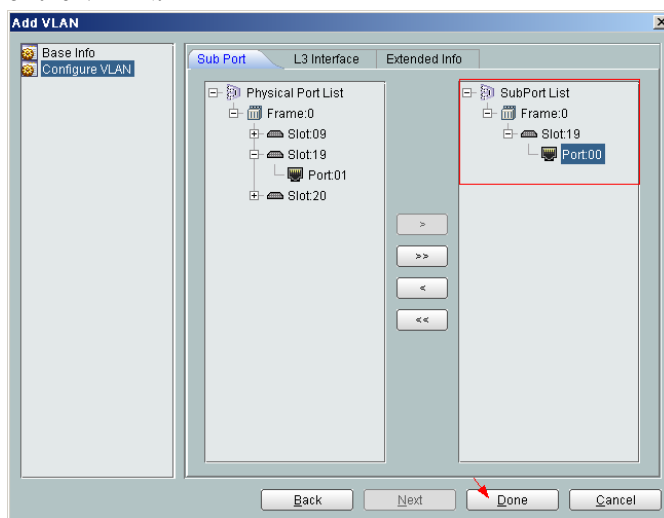 Add VLAN
Base Info
Configure VLAN
Sub Port L3 Interface Extended Info
Physical Port List
Frame:0
Slot:09
Slot:19
Port:01
Slot:20
>
>>
<
<<
SubPort List
Frame:0
Slot:19
Port:00
Back Next Done Cancel